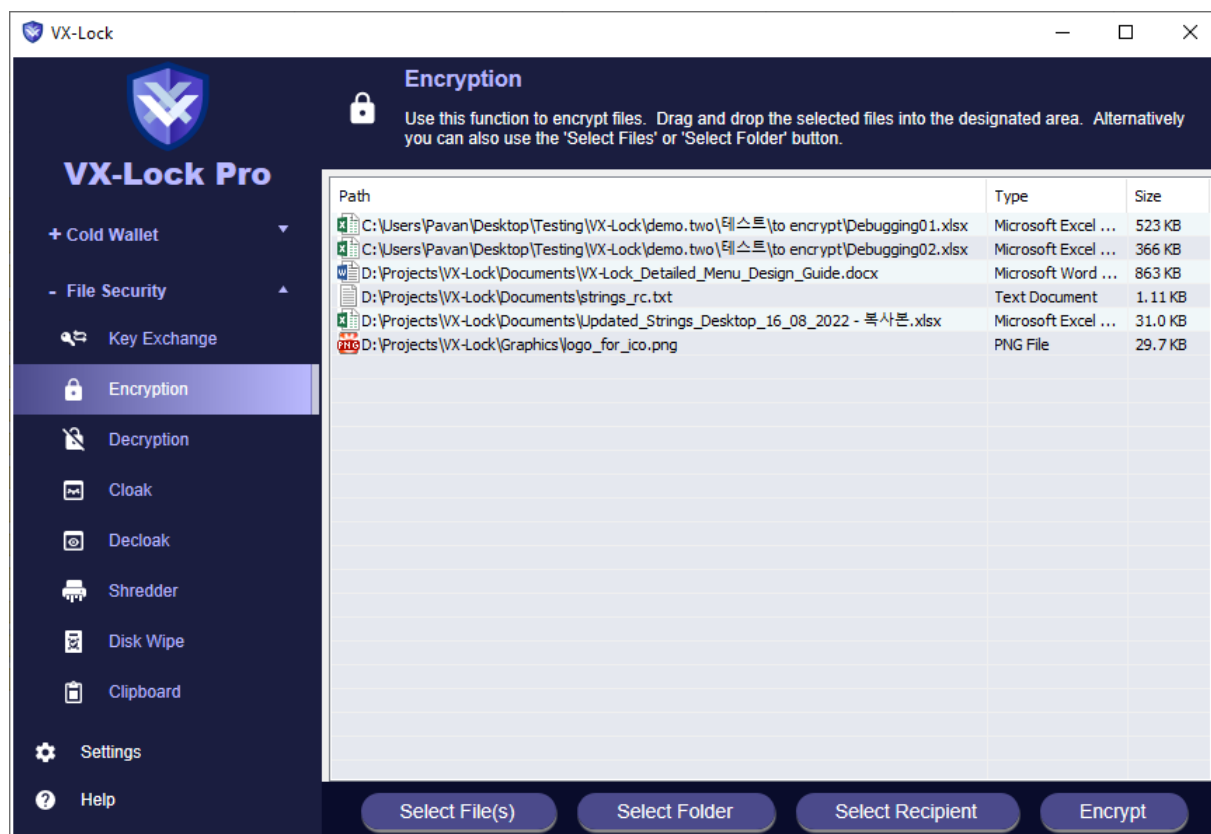 VX-Lock
VX-Lock Pro
+ Cold Wallet
- File Security
Key Exchange
Encryption
Decryption
Cloak
Decloak
Shredder
Disk Wipe
Clipboard
Settings
Help
Encryption
Use this function to encrypt files. Drag and drop the selected files into the designated area. Alternatively
you can also use the 'Select Files' or 'Select Folder' button.
Path Type Size
C:\Users\Pavan\Desktop\Testing\VX-Lock\demo.two\테스트\to encrypt\Debugging01.xlsx Microsoft Excel ... 523 KB
C:\Users\Pavan\Desktop\Testing\VX-Lock\demo.two\테스트\to encrypt\Debugging02.xlsx Microsoft Excel ... 366 KB
D:\Projects\VX-Lock\Documents\VX-Lock_Detailed_Menu_Design_Guide.docx Microsoft Word ... 863 KB
D:\Projects\VX-Lock\Documents\strings_rc.txt Text Document 1.11 KB
D:\Projects\VX-Lock\Documents\Updated_Strings_Desktop_16_08_2022 - 복사본.xlsx Microsoft Excel ... 31.0 KB
PNG D:\Projects\VX-Lock\Graphics\logo_for_ico.png PNG File 29.7 KB
Select File(s) Select Folder Select Recipient Encrypt